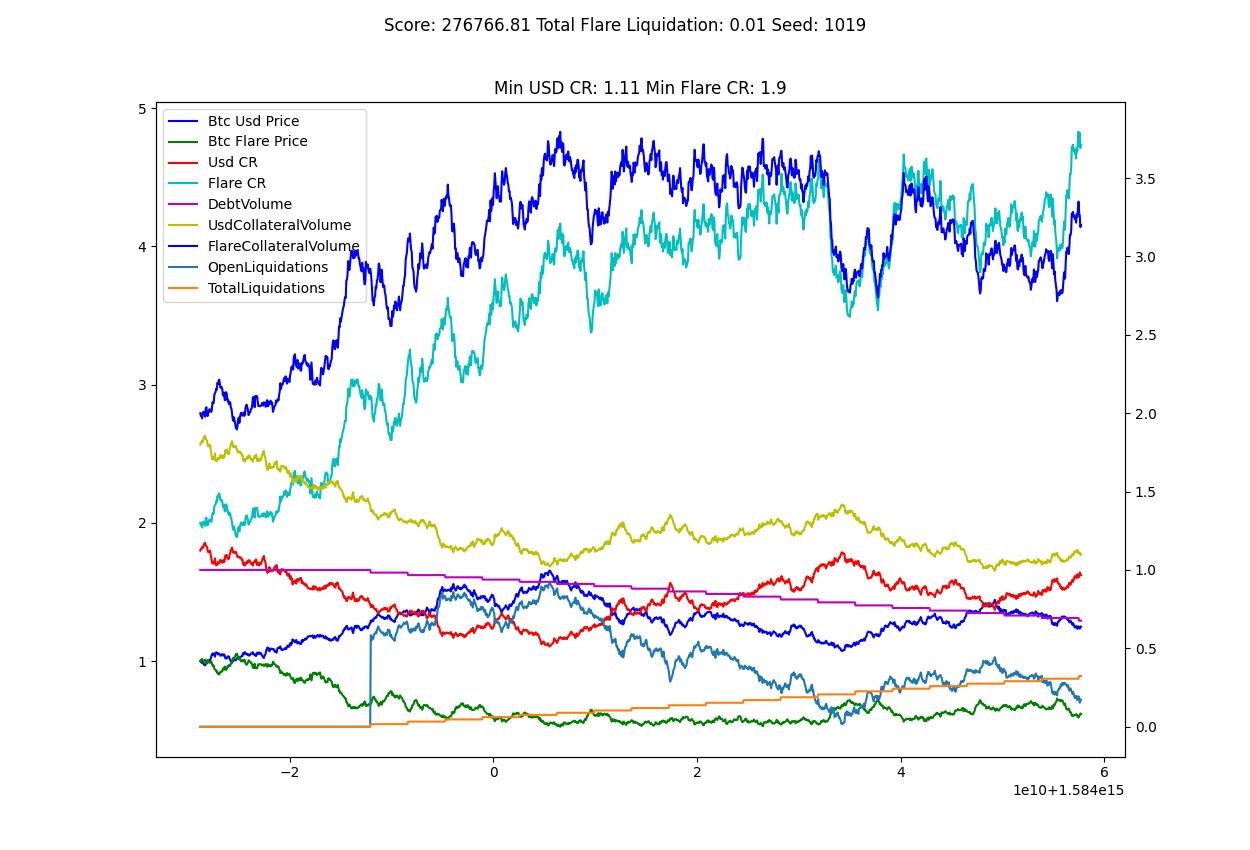 Score: 276766.81 Total Flare Liquidation: 0.01 Seed: 1019
Min USD CR: 1.11 Min Flare CR: 1.9
Btc Usd Price
Btc Flare Price
Usd CR
Flare CR
DebtVolume
UsdCollateralVolume
FlareCollateralVolume
OpenLiquidations
TotalLiquidations
5
4
3
2
1
3.5
3.0
2.5
2.0
1.5
1.0
0.5
0.0
−2 0 2 4 6
1e10+1.584e15